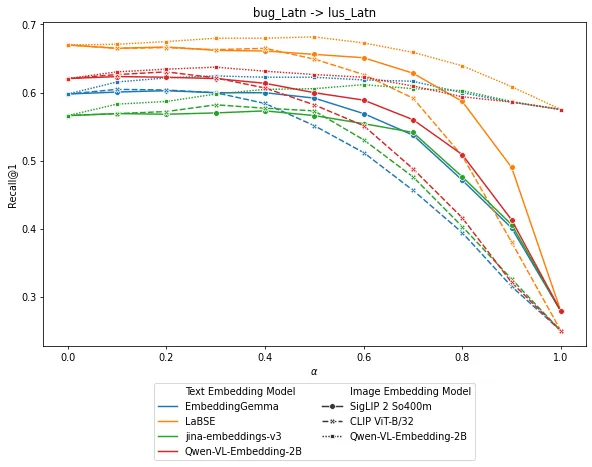 bug_Latn -> lus_Latn
0.7
0.6
0.5
0.4
0.3
Recall@1
0.0 0.2 0.4 0.6 0.8 1.0
α
Text Embedding Model Image Embedding Model
EmbeddingGemma SigLIP 2 So400m
LaBSE CLIP ViT-B/32
jina-embeddings-v3 Qwen-VL-Embedding-2B
Qwen-VL-Embedding-2B